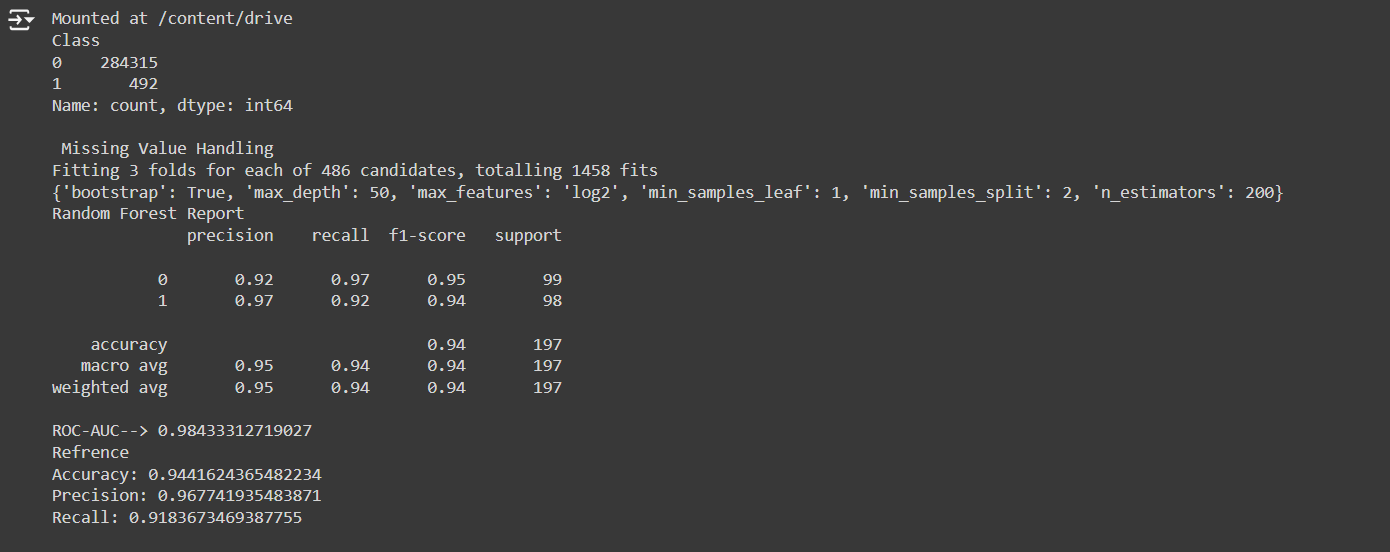 Mounted at /content/drive
Class
0    284315
1       492
Name: count, dtype: int64
 Missing Value Handling
Fitting 3 folds for each of 486 candidates, totalling 1458 fits
{'bootstrap': True, 'max_depth': 50, 'max_features': 'log2', 'min_samples_leaf': 1, 'min_samples_split': 2, 'n_estimators': 200}
Random Forest Report
              precision    recall  f1-score   support
           0       0.92      0.97      0.95        99
           1       0.97      0.92      0.94        98
    accuracy                           0.94       197
   macro avg       0.95      0.94      0.94       197
weighted avg       0.95      0.94      0.94       197
ROC-AUC--> 0.98433312719027
Refrence
Accuracy: 0.9441624365482234
Precision: 0.967741935483871
Recall: 0.9183673469387755